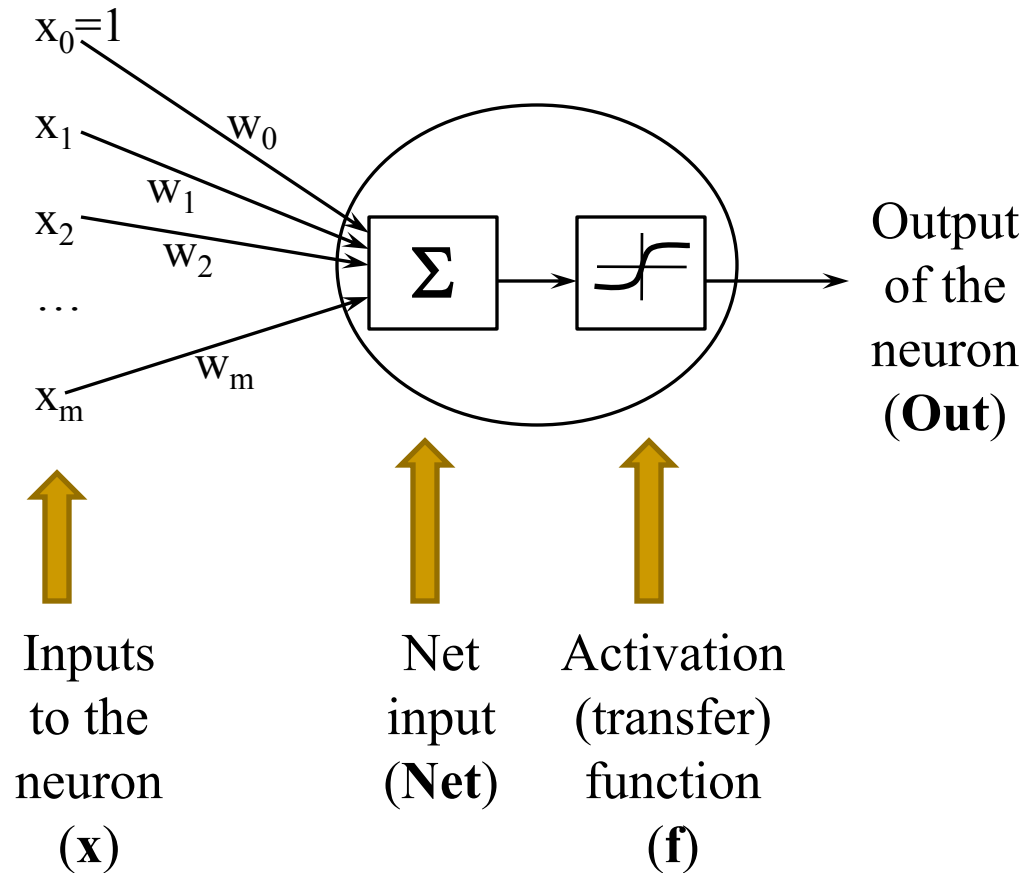 x₀=1
w₀
x₁
w₁
x₂
w₂
…
wₘ
xₘ
Σ
Output
of the
neuron
(Out)
Inputs
to the
neuron
(x)
Net
input
(Net)
Activation
(transfer)
function
(f)